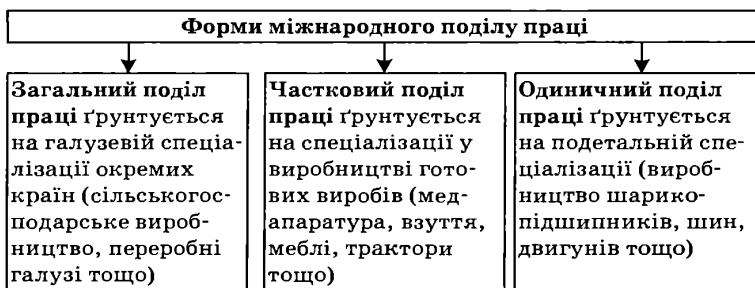 Форми міжнародного поділу праці
Загальний поділ
праці ґрунтується
на галузевій спеціа-
лізації окремих
країн (сільськогос-
подарське вироб-
ництво, переробні
галузі тощо)
Частковий поділ
праці ґрунтується
на спеціалізації у
виробництві гото-
вих виробів (мед-
апаратура, взуття,
меблі, трактори
тощо)
Одиничний поділ
праці ґрунтується
на подетальній спе-
ціалізації (вироб-
ництво шарико-
підшипників, шин,
двигунів тощо)